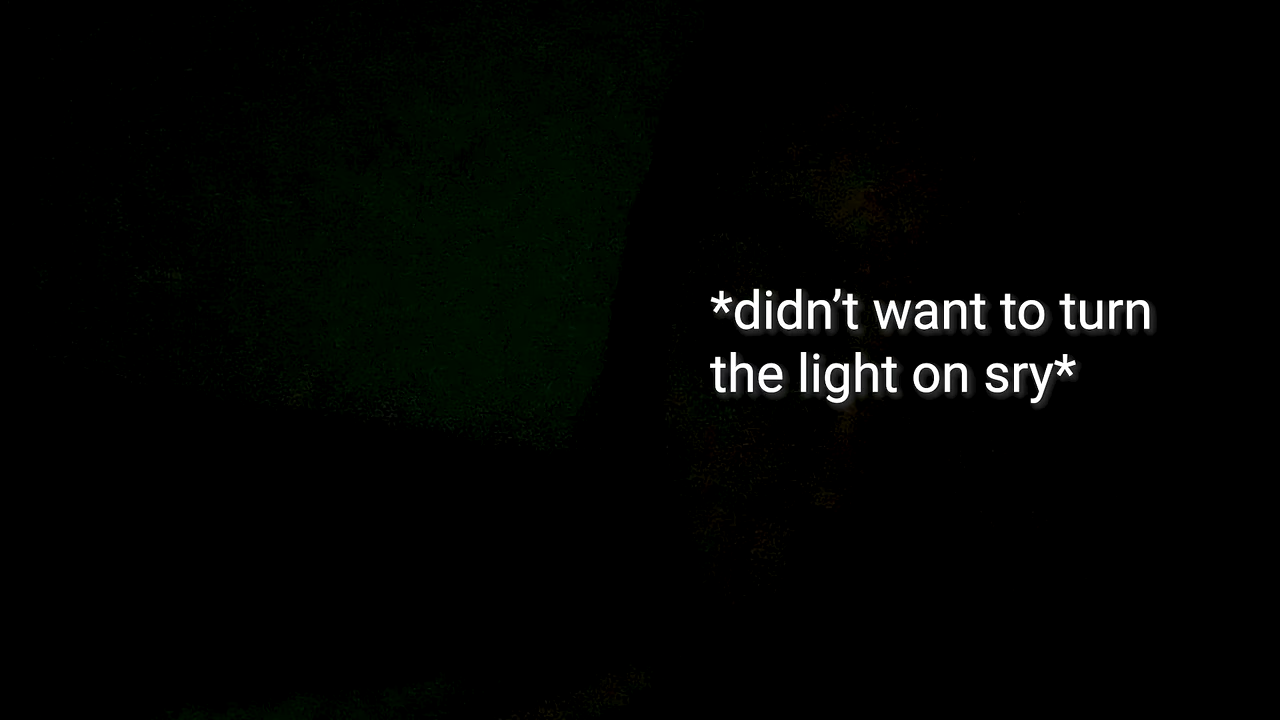 *didn’t want to turn
the light on sry*